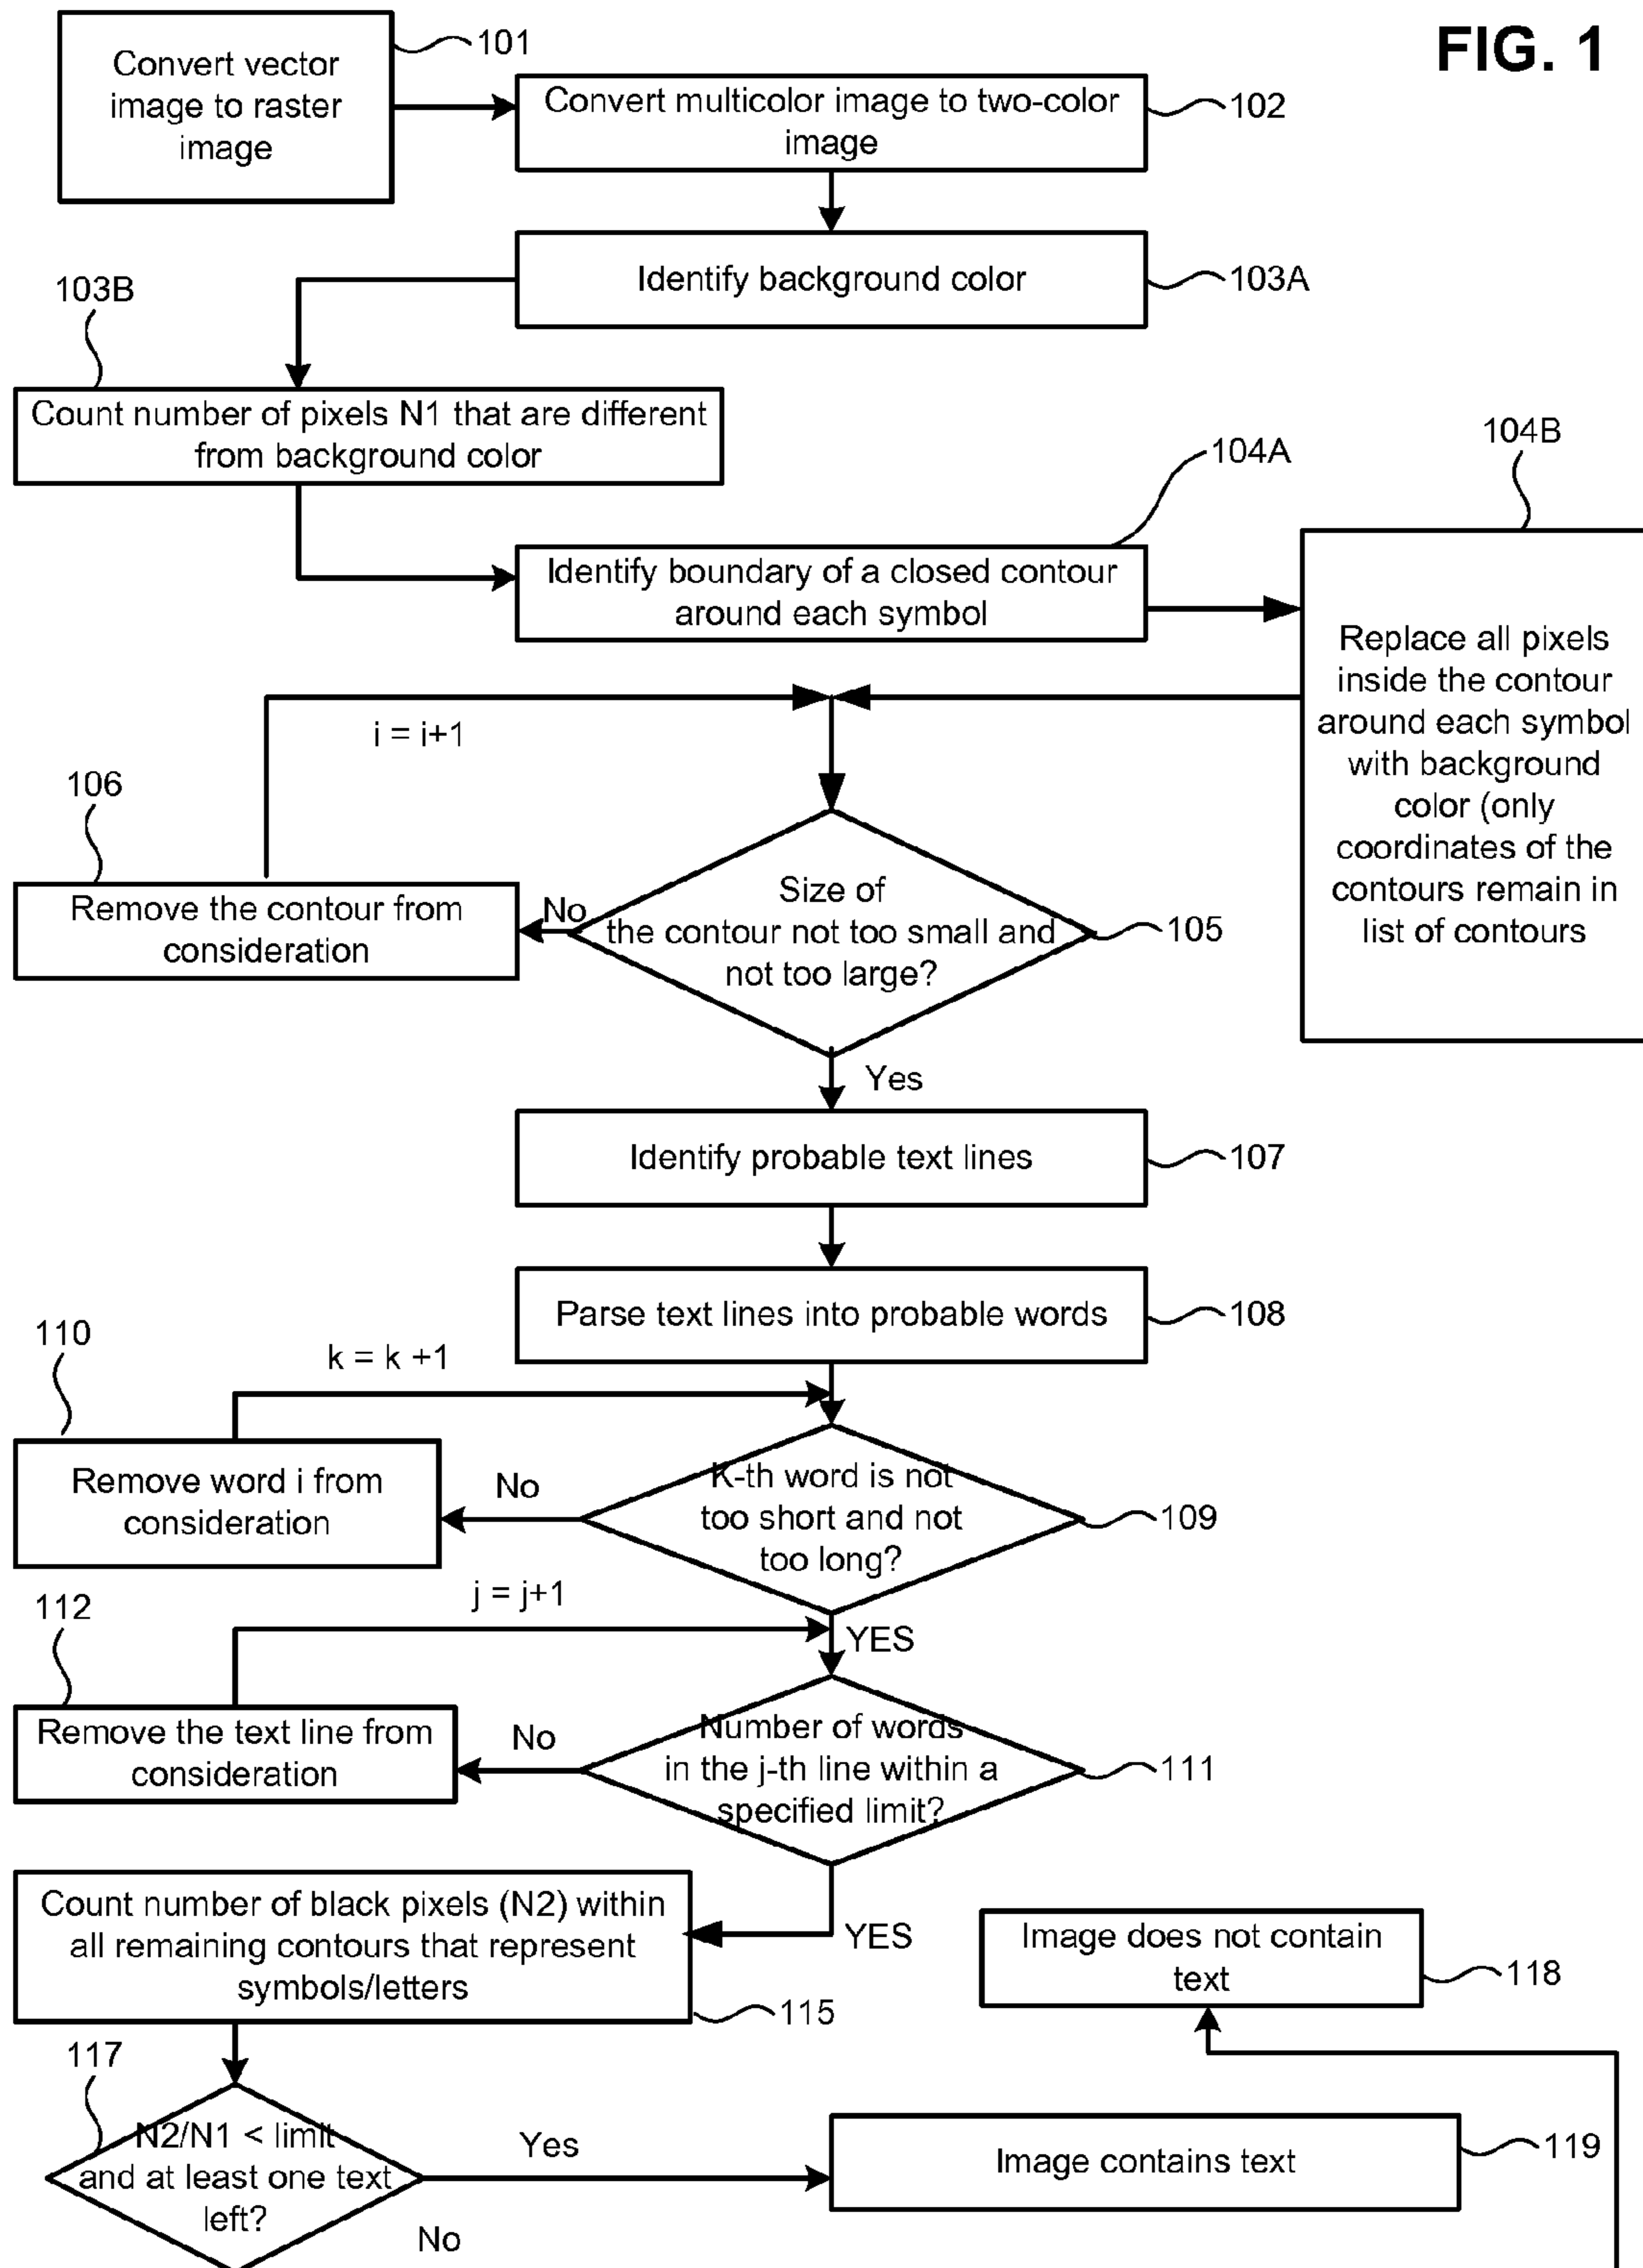 FIG. 1
Convert vector
image to raster
image
101
Convert multicolor image to two-color
image
102
Identify background color
103A
103B
Count number of pixels N1 that are different
from background color
104A
Identify boundary of a closed contour
around each symbol
104B
Replace all pixels
inside the contour
around each symbol
with background
color (only
coordinates of the
contours remain in
list of contours
i = i+1
106
Remove the contour from
consideration
No
Size of
the contour not too small and
not too large?
105
Yes
Identify probable text lines
107
Parse text lines into probable words
108
110
k = k +1
Remove word i from
consideration
No
K-th word is not
too short and not
too long?
109
112
j = j+1
YES
Remove the text line from
consideration
No
Number of words
in the j-th line within a
specified limit?
111
Count number of black pixels (N2) within
all remaining contours that represent
symbols/letters
YES
115
Image does not contain
text
118
117
N2/N1 < limit
and at least one text
left?
Yes
Image contains text
119
No